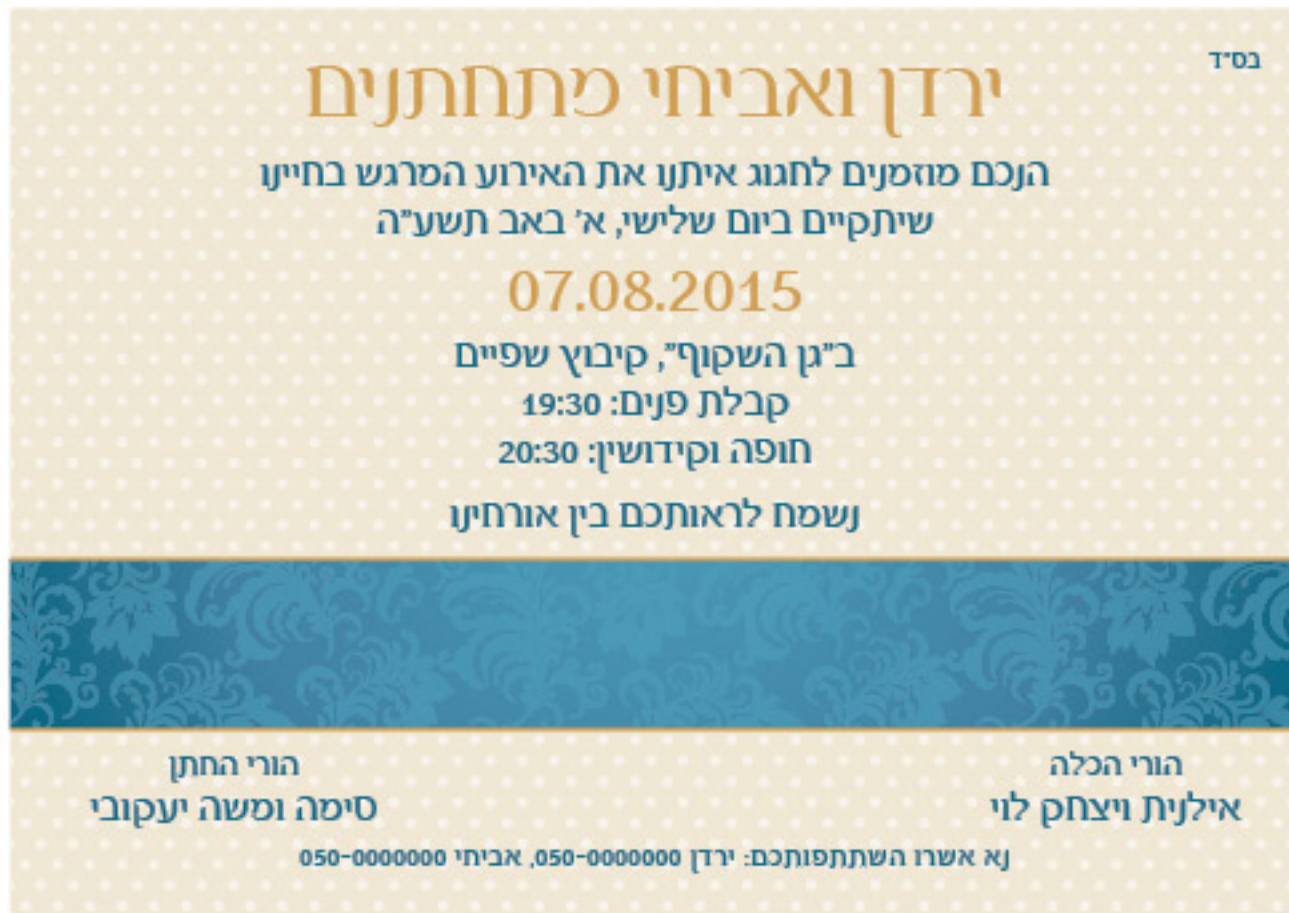 בס"ד
ירדן ואביחי מתחתנים
הנכם מוזמנים לחגוג איתנו את האירוע המרגש בחיינו
שיתקיים ביום שלישי, א' באב תשע"ה
07.08.2015
ב"גן השקוף", קיבוץ שפיים
קבלת פנים: 19:30
חופה וקידושין: 20:30
נשמח לראותכם בין אורחינו
הורי הכלה
אילנית ויצחק לוי
הורי החתן
סימה ומשה יעקובי
נא אשרו השתתפותכם: ירדן 050-0000000, אביחי 050-0000000